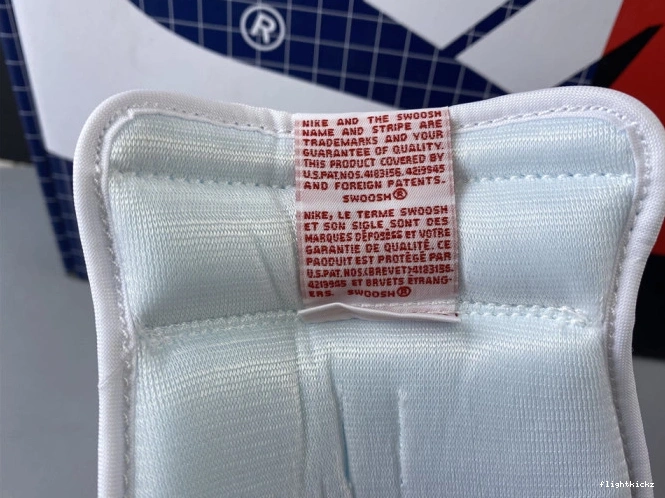 ®
NIKE AND THE SWOOSH
NAME AND STRIPE ARE
TRADEMARKS AND YOUR
GUARANTEE OF QUALITY.
THIS PRODUCT COVERED BY
U.S.PAT.NOS.4183156. 4219945
AND FOREIGN PATENTS.
SWOOSH®
NIKE, LE TERME SWOOSH
ET SON SIGLE SONT DES
MARQUES DÉPOSÉES ET VOTRE
GARANTIE DE QUALITÉ. CE
PRODUIT EST PROTÉGÉ PAR
U.S.PAT.NOS.(BREVET)4183156.
4219945 ET BRVETS ÉTRANG-
ERS. SWOOSH®
flightkickz